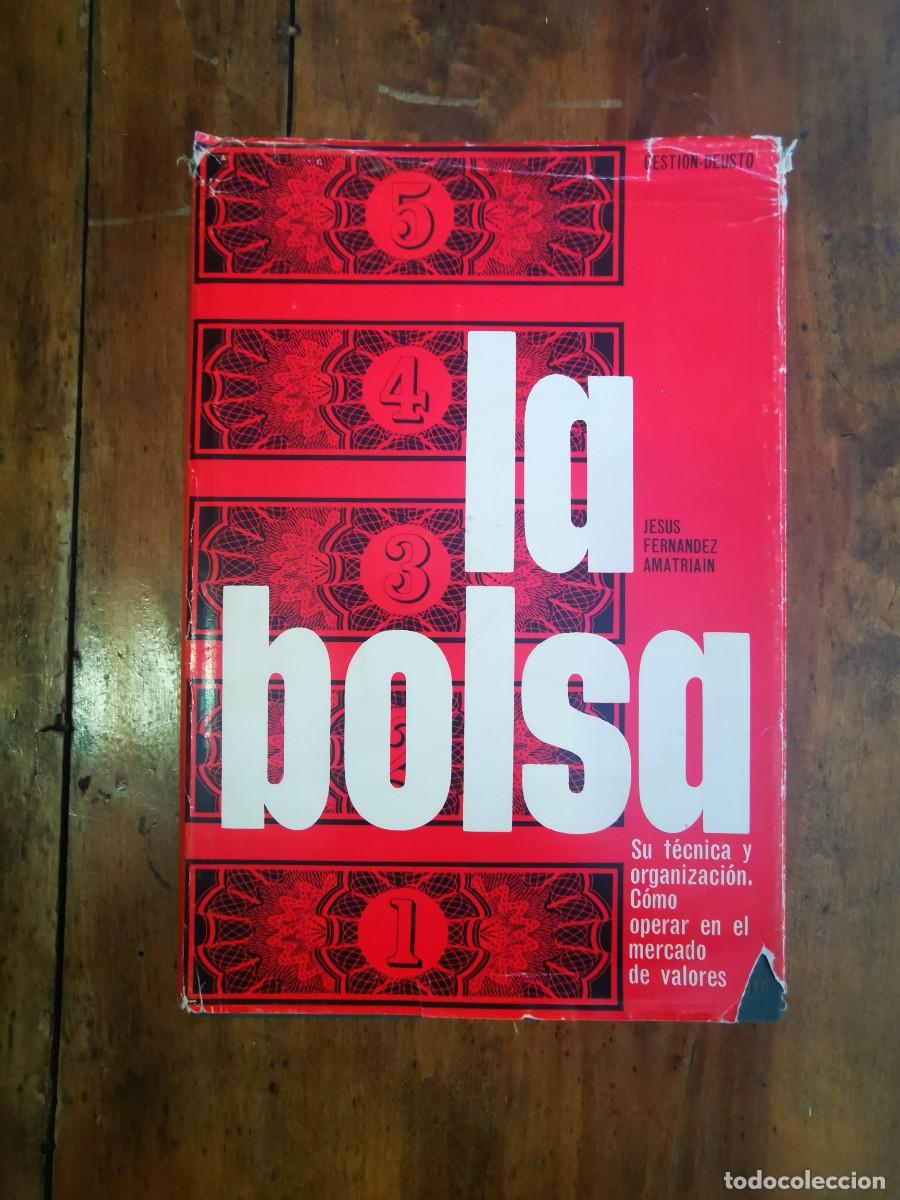 GESTION-DEUSTO
5
4
la
3
JESUS
FERNANDEZ
AMATRIAIN
bolsa
2
Su técnica y
organización.
Cómo
operar en el
mercado
de valores
1
todocoleccion